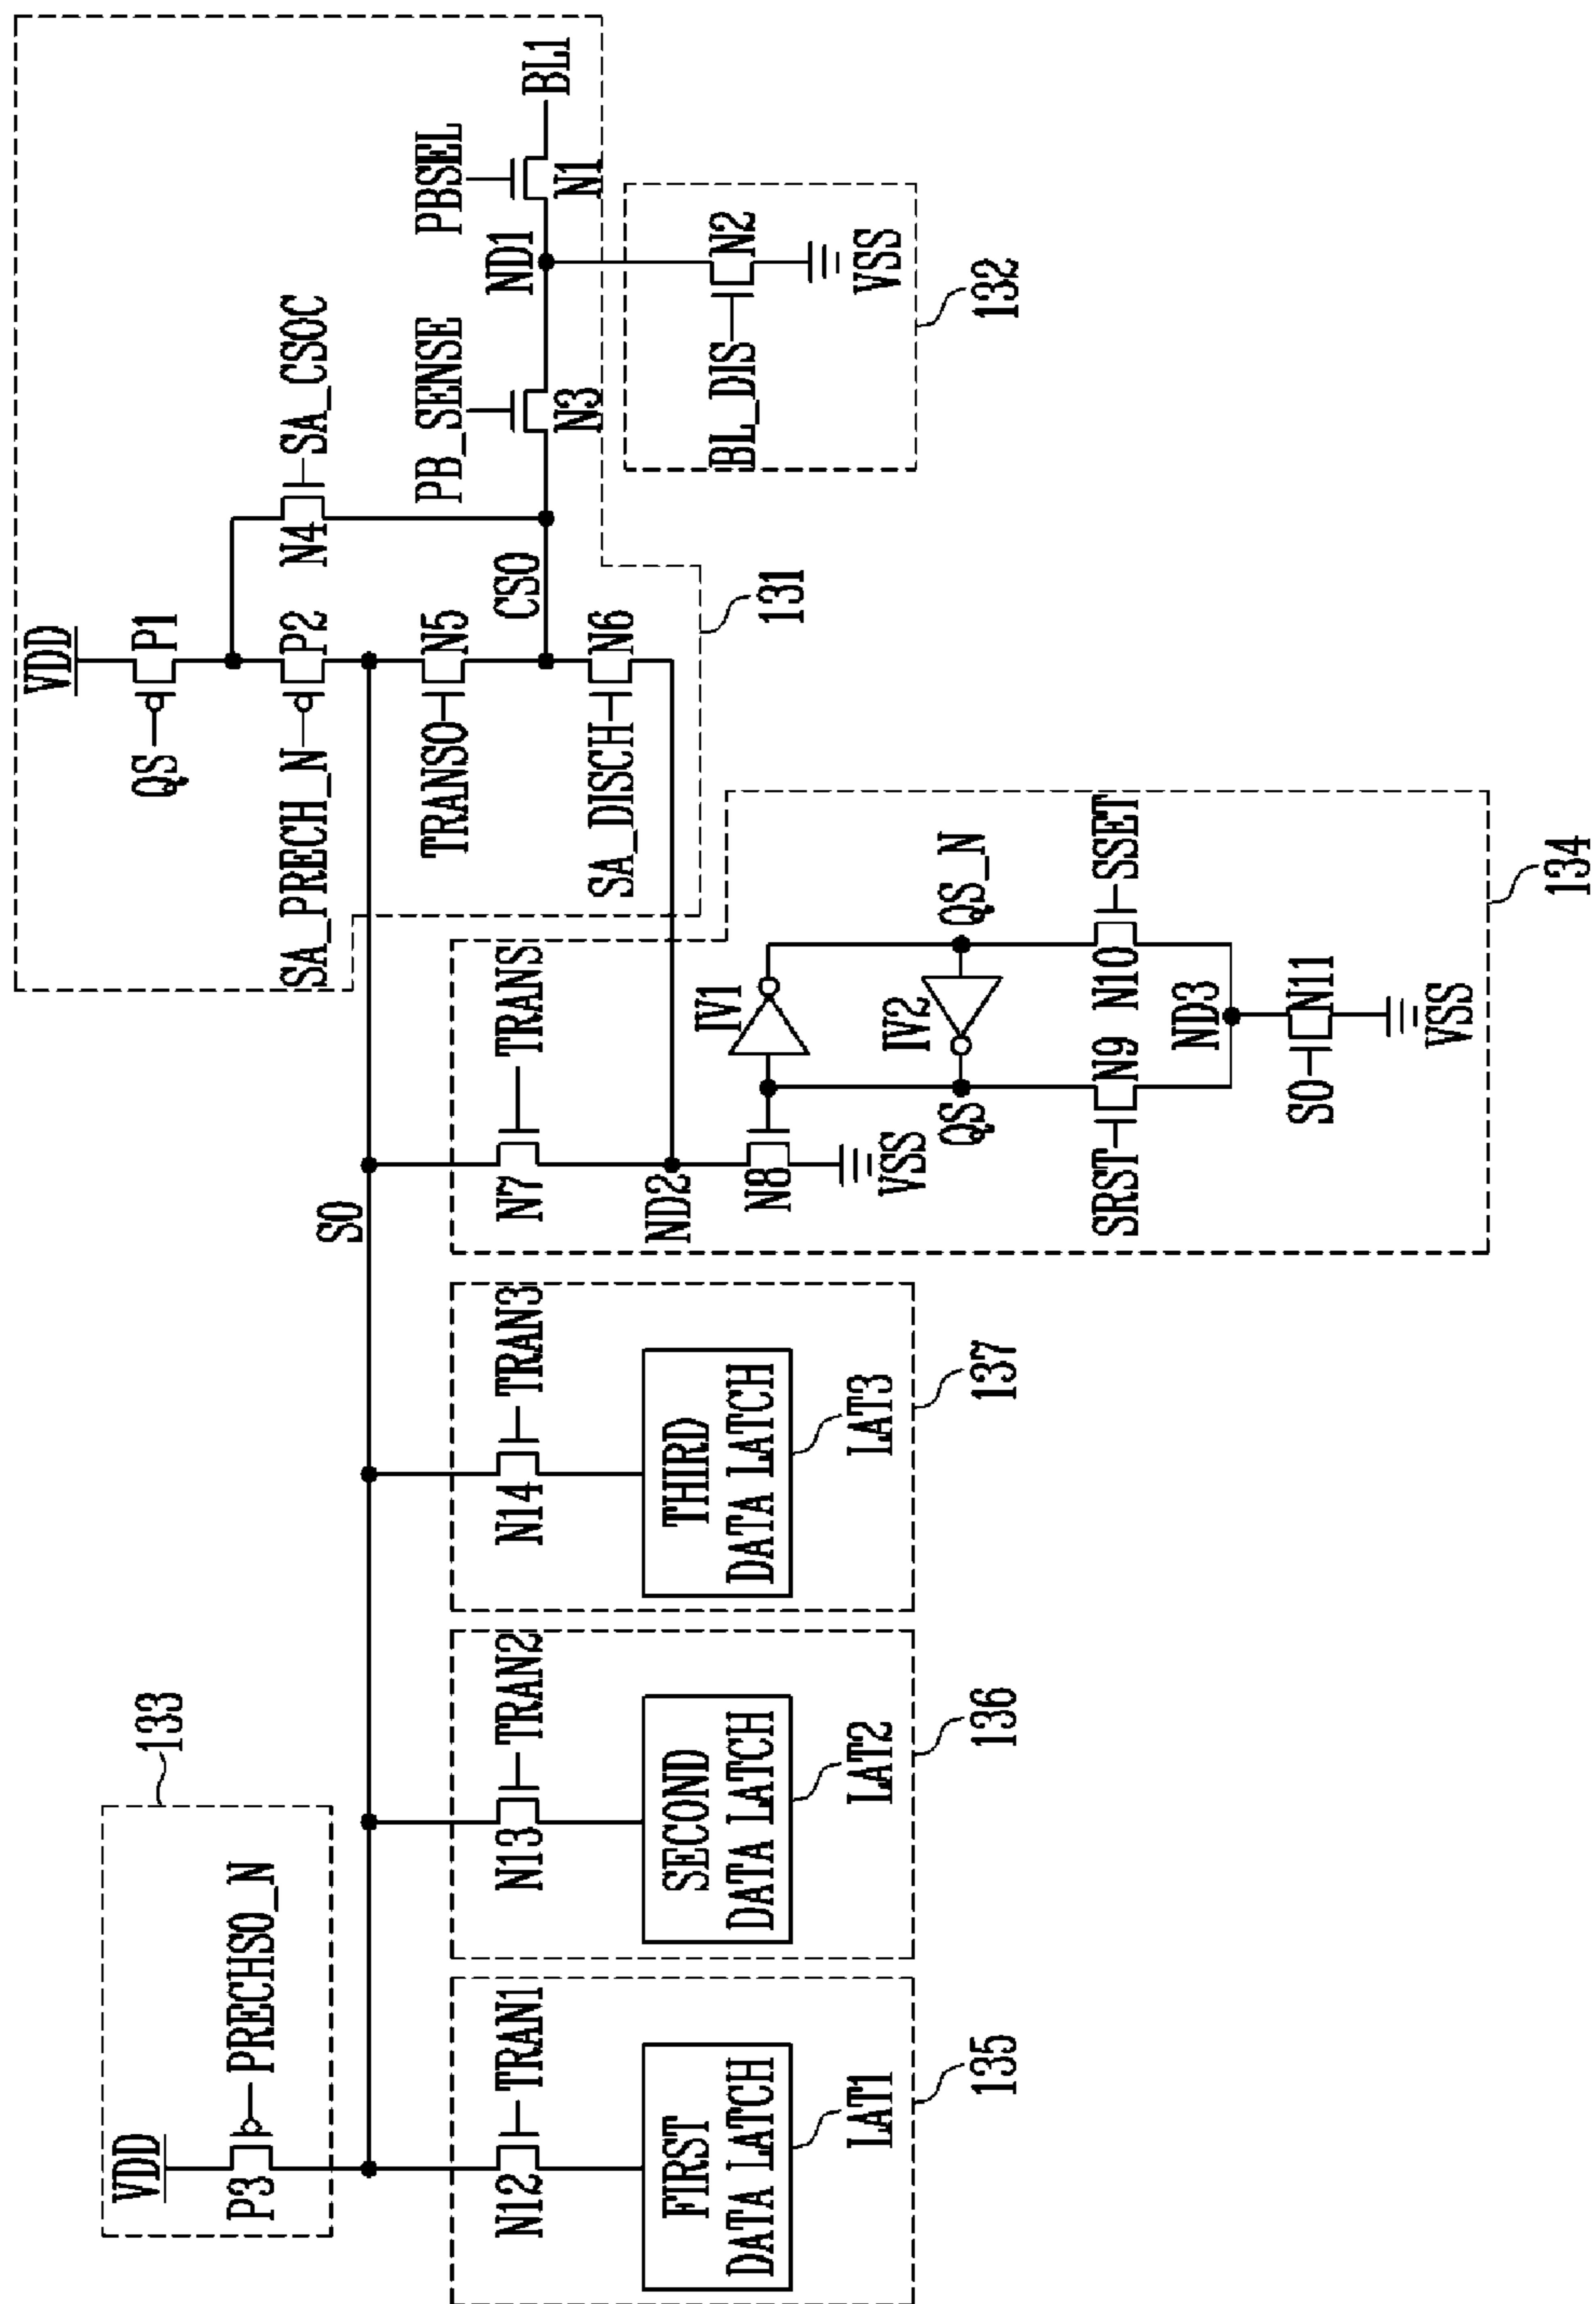 133
VDD
P3
PRECHSO_N
SO
N12
TRAN1
FIRST
DATA LATCH
LAT1
135
N13
TRAN2
SECOND
DATA LATCH
LAT2
136
N14
TRAN3
THIRD
DATA LATCH
LAT3
137
N7
TRANS
ND2
N8
VSS
IV1
IV2
QS
QS_N
SRST
N9
N10
SSET
ND3
SO
N11
VSS
134
VDD
QS
P1
SA_PRECH_N
P2
N4
SA_CSOC
TRANSO
N5
CSO
SA_DISCH
N6
131
PB_SENSE
N3
ND1
PBSEL
N1
BL1
BL_DIS
N2
VSS
132